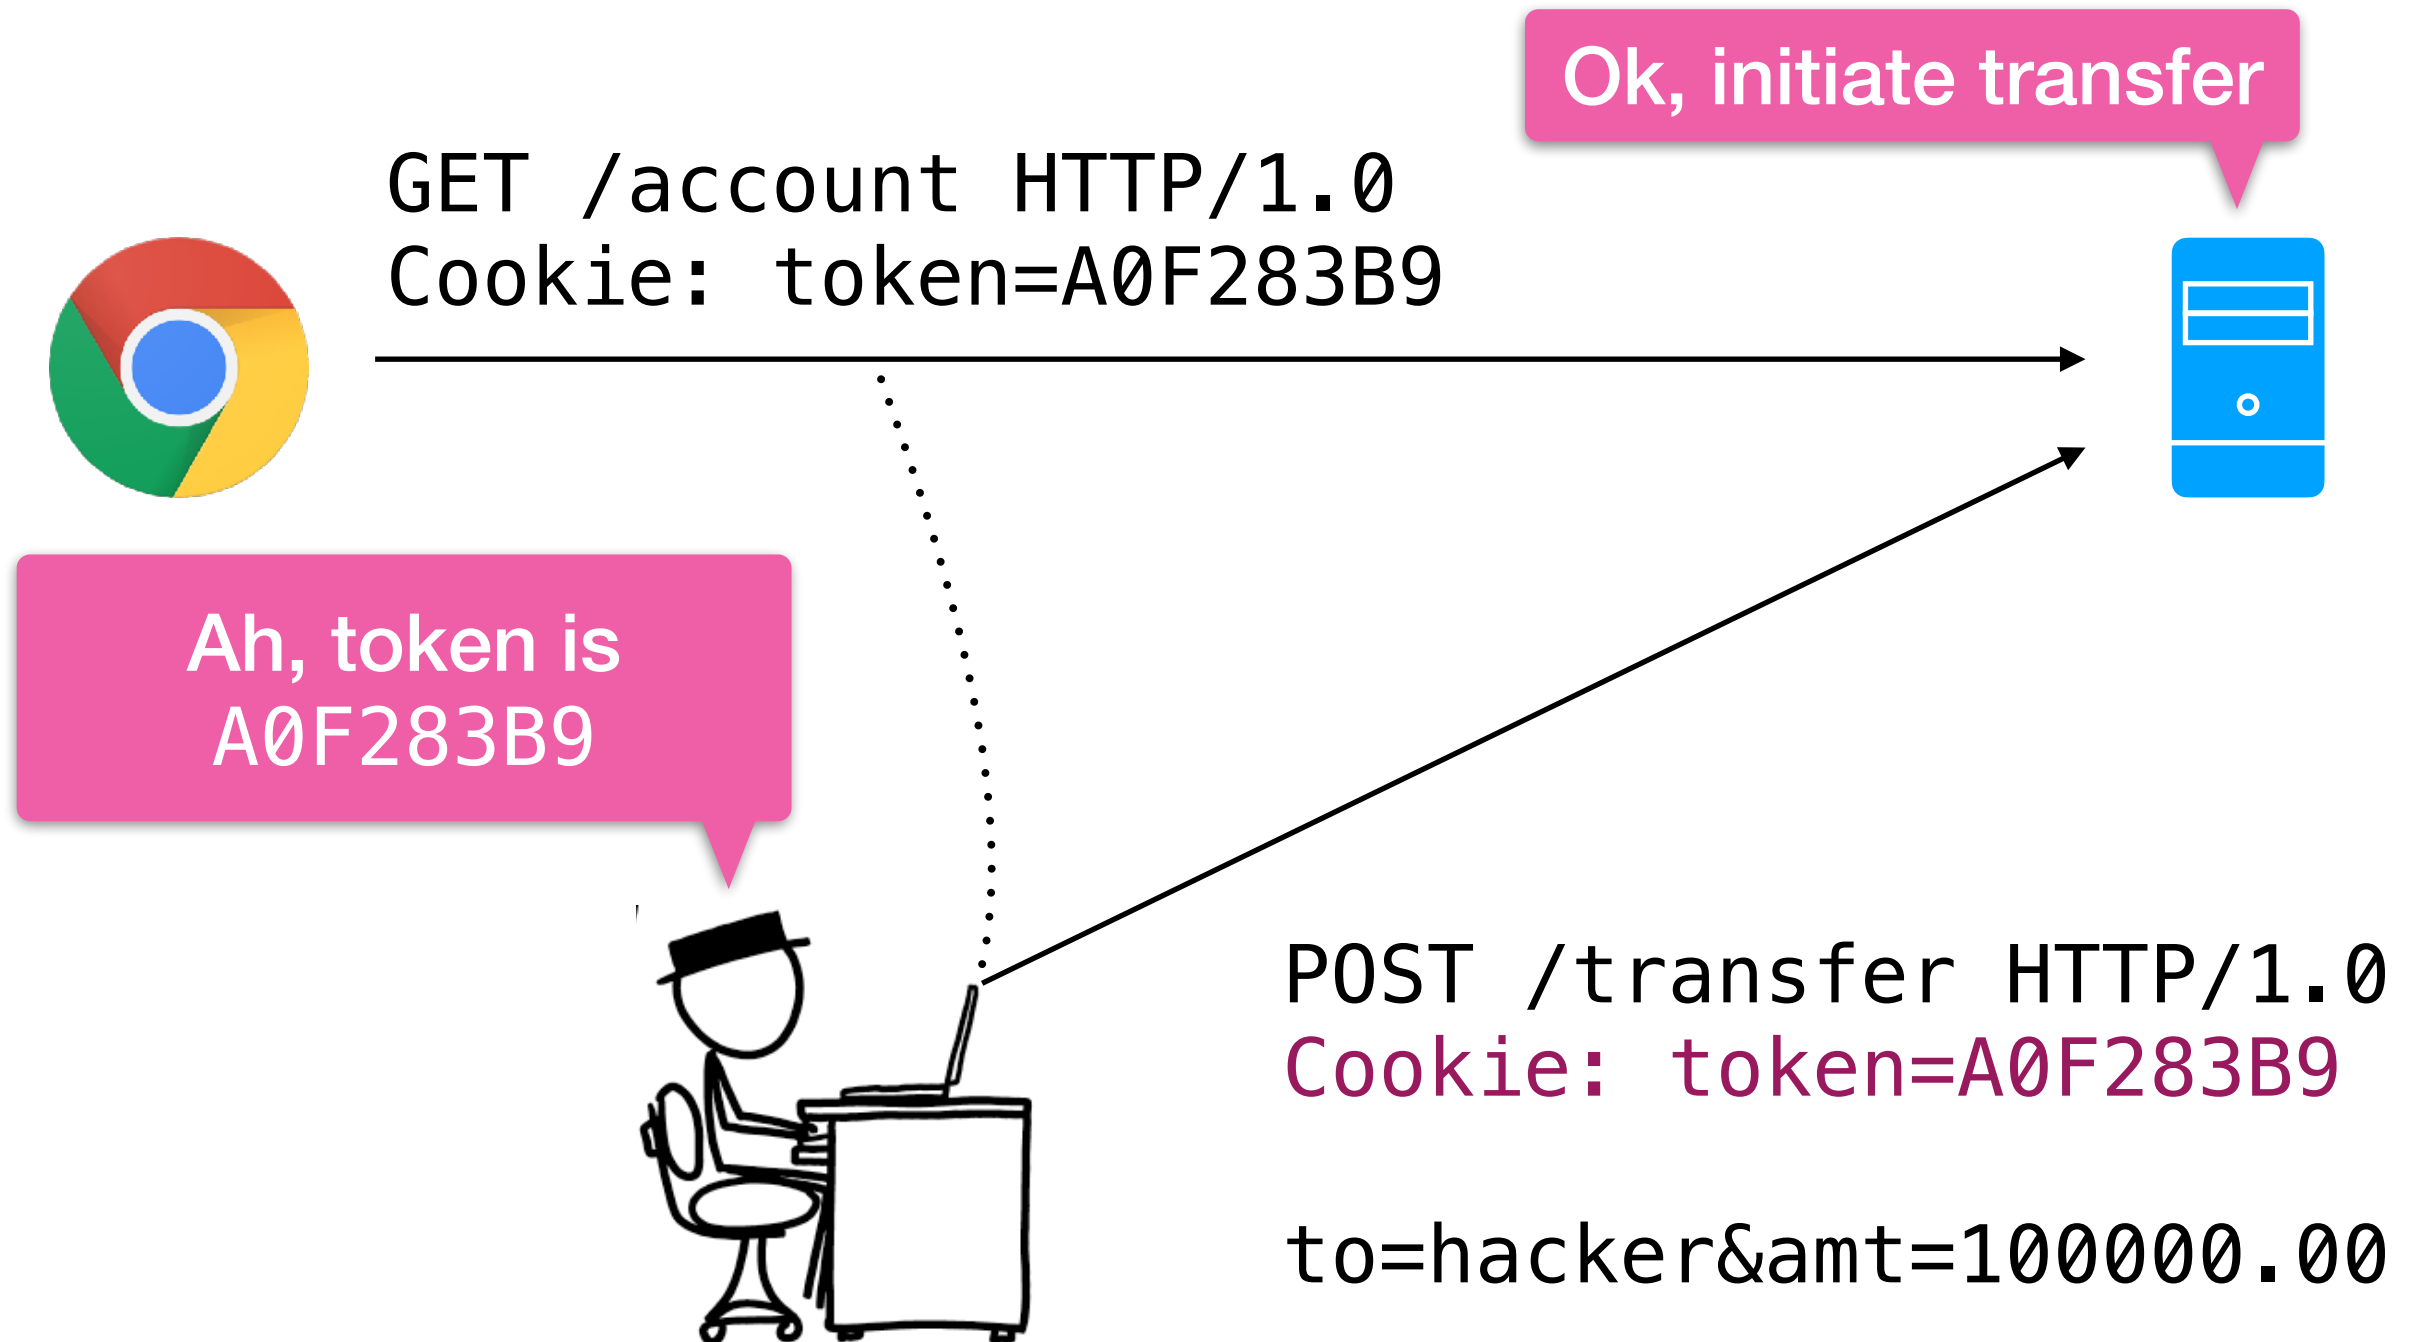 Ok, initiate transfer
GET /account HTTP/1.0
Cookie: token=A0F283B9
Ah, token is
A0F283B9
POST /transfer HTTP/1.0
Cookie: token=A0F283B9
to=hacker&amt=100000.00